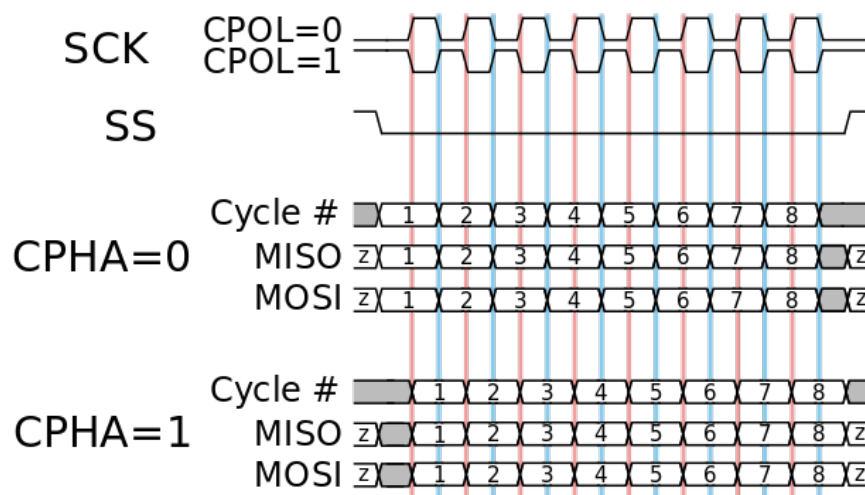 SCK CPOL=0
CPOL=1
SS
Cycle # 1 2 3 4 5 6 7 8
CPHA=0 MISO z 1 2 3 4 5 6 7 8 z
MOSI z 1 2 3 4 5 6 7 8 z
Cycle # 1 2 3 4 5 6 7 8
CPHA=1 MISO z 1 2 3 4 5 6 7 8 z
MOSI z 1 2 3 4 5 6 7 8 z